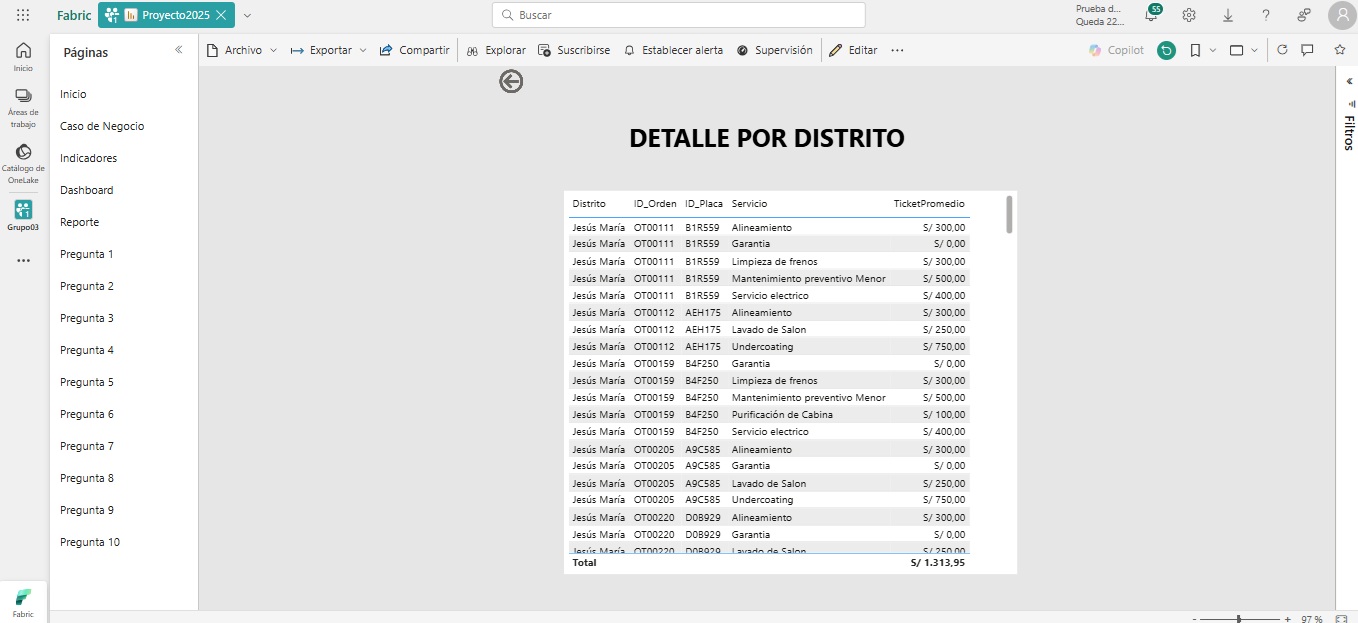 Fabric
Proyecto2025
Buscar
Prueba d...
Queda 22...
55
Inicio
Áreas de
trabajo
Catálogo de
OneLake
Grupo03
Fabric
Páginas
Inicio
Caso de Negocio
Indicadores
Dashboard
Reporte
Pregunta 1
Pregunta 2
Pregunta 3
Pregunta 4
Pregunta 5
Pregunta 6
Pregunta 7
Pregunta 8
Pregunta 9
Pregunta 10
Archivo Exportar Compartir Explorar Suscribirse Establecer alerta Supervisión Editar ... Copilot
DETALLE POR DISTRITO
Distrito ID_Orden ID_Placa Servicio TicketPromedio
Jesús María OT00111 B1R559 Alineamiento S/ 300,00
Jesús María OT00111 B1R559 Garantia S/ 0,00
Jesús María OT00111 B1R559 Limpieza de frenos S/ 300,00
Jesús María OT00111 B1R559 Mantenimiento preventivo Menor S/ 500,00
Jesús María OT00111 B1R559 Servicio electrico S/ 400,00
Jesús María OT00112 AEH175 Alineamiento S/ 300,00
Jesús María OT00112 AEH175 Lavado de Salon S/ 250,00
Jesús María OT00112 AEH175 Undercoating S/ 750,00
Jesús María OT00159 B4F250 Garantia S/ 0,00
Jesús María OT00159 B4F250 Limpieza de frenos S/ 300,00
Jesús María OT00159 B4F250 Mantenimiento preventivo Menor S/ 500,00
Jesús María OT00159 B4F250 Purificación de Cabina S/ 100,00
Jesús María OT00159 B4F250 Servicio electrico S/ 400,00
Jesús María OT00205 A9C585 Alineamiento S/ 300,00
Jesús María OT00205 A9C585 Garantia S/ 0,00
Jesús María OT00205 A9C585 Lavado de Salon S/ 250,00
Jesús María OT00205 A9C585 Undercoating S/ 750,00
Jesús María OT00220 D0B929 Alineamiento S/ 300,00
Jesús María OT00220 D0B929 Garantia S/ 0,00
Jesús María OT00220 D0B929 Lavado de Salon S/ 250,00
Total S/ 1.313,95
Filtros
- + 97 %